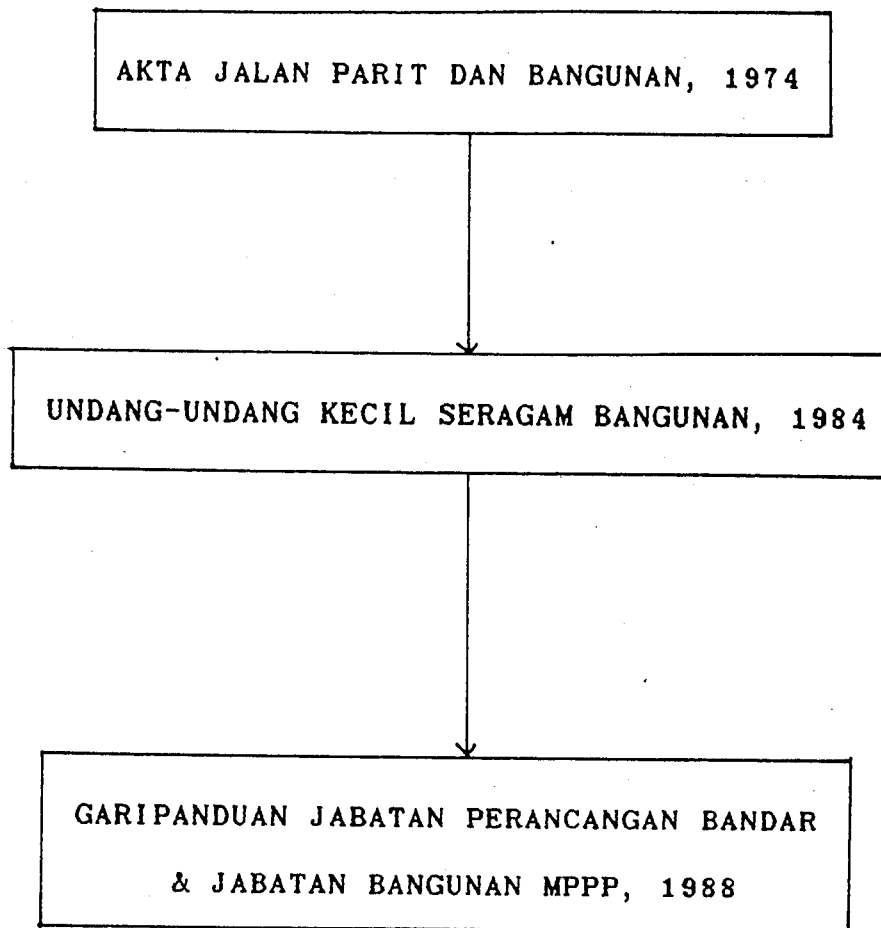 AKTA JALAN PARIT DAN BANGUNAN, 1974
UNDANG-UNDANG KECIL SERAGAM BANGUNAN, 1984
GARIPANDUAN JABATAN PERANCANGAN BANDAR
& JABATAN BANGUNAN MPPP, 1988